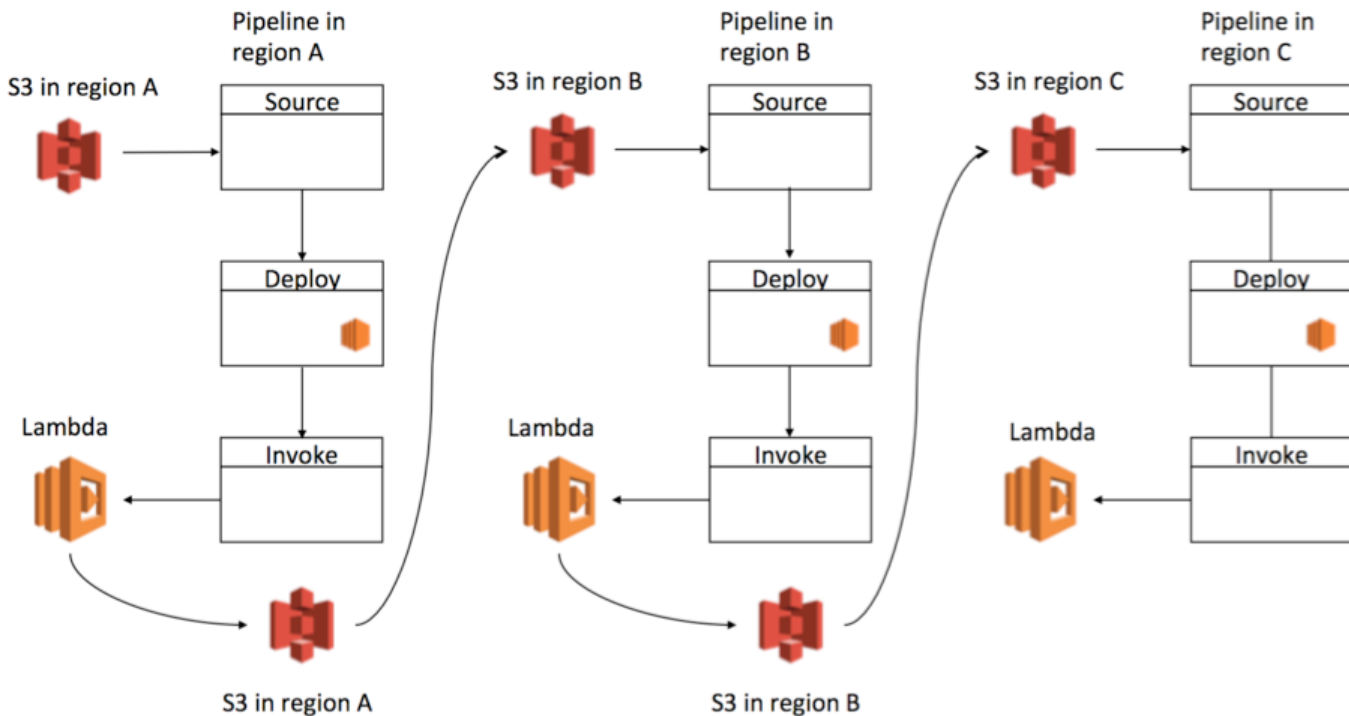 Pipeline in
region A
S3 in region A
Source
Deploy
Lambda
Invoke
S3 in region A
Pipeline in
region B
S3 in region B
Source
Deploy
Lambda
Invoke
S3 in region B
Pipeline in
region C
S3 in region C
Source
Deploy
Lambda
Invoke